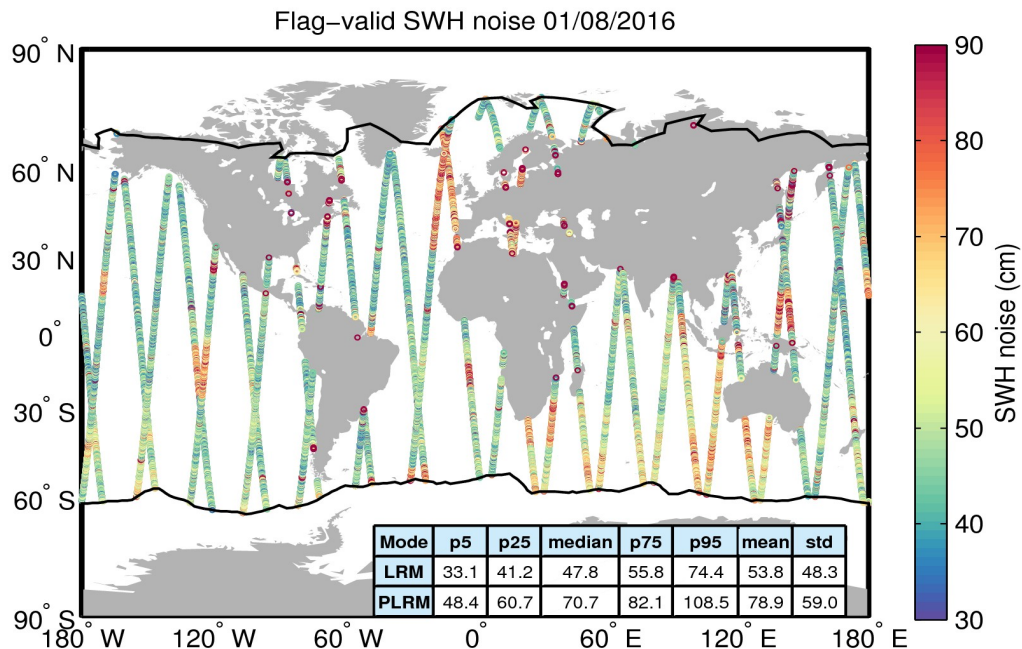 Flag−valid SWH noise 01/08/2016
90° N
60° N
30° N
0°
30° S
60° S
90° S
180° W
120° W
60° W
0°
60° E
120° E
180° E
Mode p5 p25 median p75 p95 mean std
LRM 33.1 41.2 47.8 55.8 74.4 53.8 48.3
PLRM 48.4 60.7 70.7 82.1 108.5 78.9 59.0
90
80
70
60
50
40
30
SWH noise (cm)